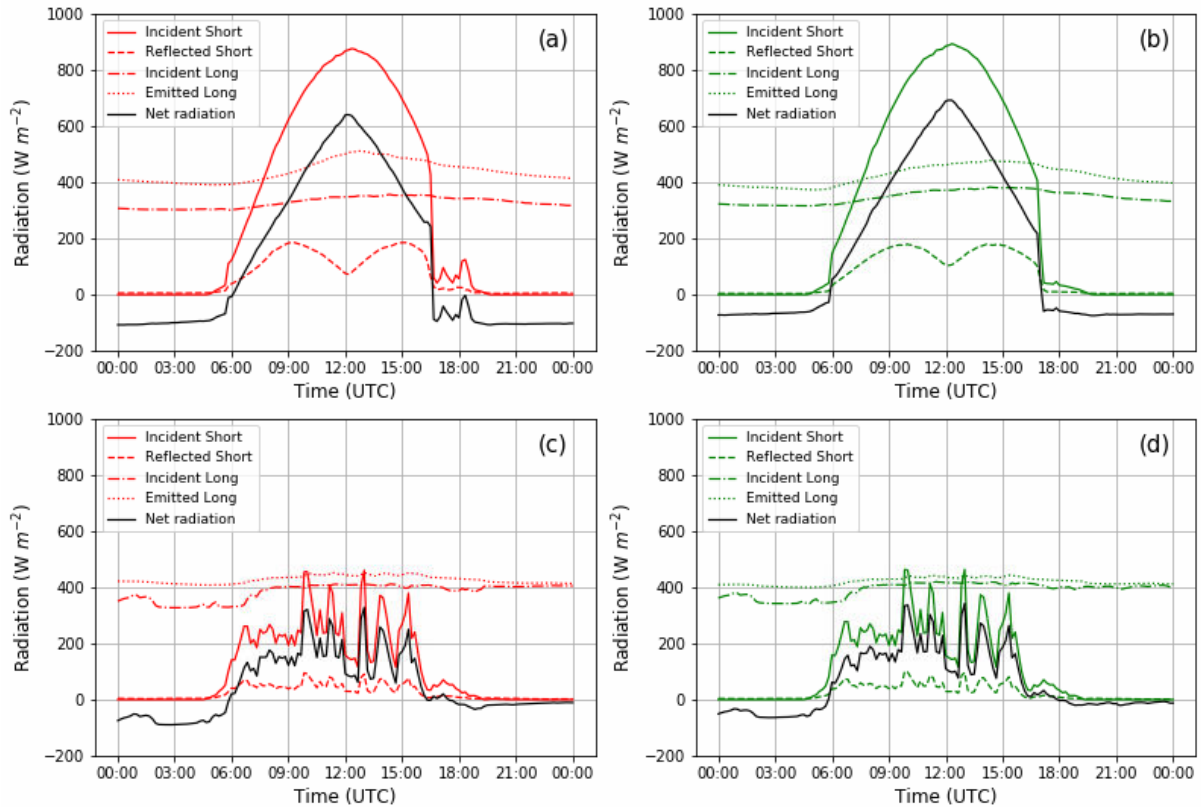 1000
800
600
400
200
0
−200
Radiation (W m⁻²)
Incident Short
Reflected Short
Incident Long
Emitted Long
Net radiation
(a)
00:00 03:00 06:00 09:00 12:00 15:00 18:00 21:00 00:00
Time (UTC)
1000
800
600
400
200
0
−200
Radiation (W m⁻²)
Incident Short
Reflected Short
Incident Long
Emitted Long
Net radiation
(b)
00:00 03:00 06:00 09:00 12:00 15:00 18:00 21:00 00:00
Time (UTC)
1000
800
600
400
200
0
−200
Radiation (W m⁻²)
Incident Short
Reflected Short
Incident Long
Emitted Long
Net radiation
(c)
00:00 03:00 06:00 09:00 12:00 15:00 18:00 21:00 00:00
Time (UTC)
1000
800
600
400
200
0
−200
Radiation (W m⁻²)
Incident Short
Reflected Short
Incident Long
Emitted Long
Net radiation
(d)
00:00 03:00 06:00 09:00 12:00 15:00 18:00 21:00 00:00
Time (UTC)